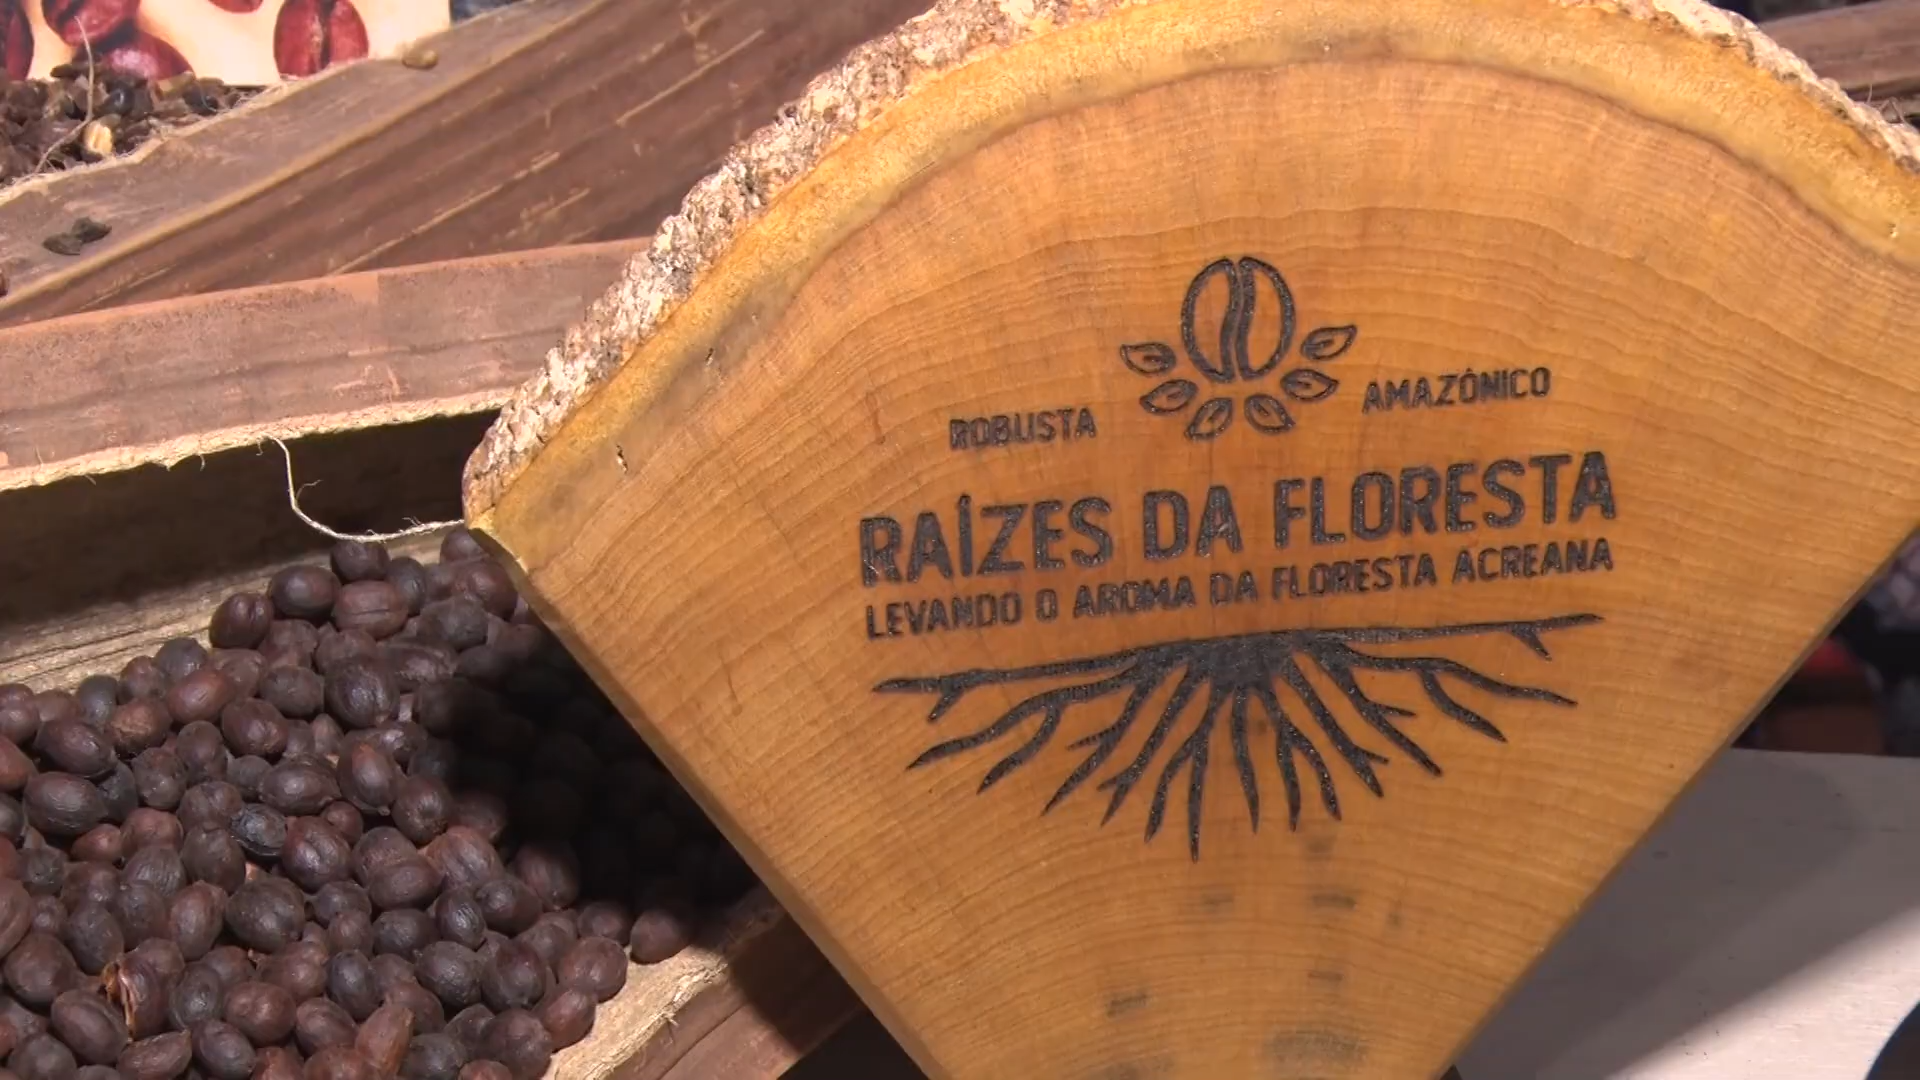 ROBUSTA AMAZÔNICO
RAÍZES DA FLORESTA
LEVANDO O AROMA DA FLORESTA ACREANA